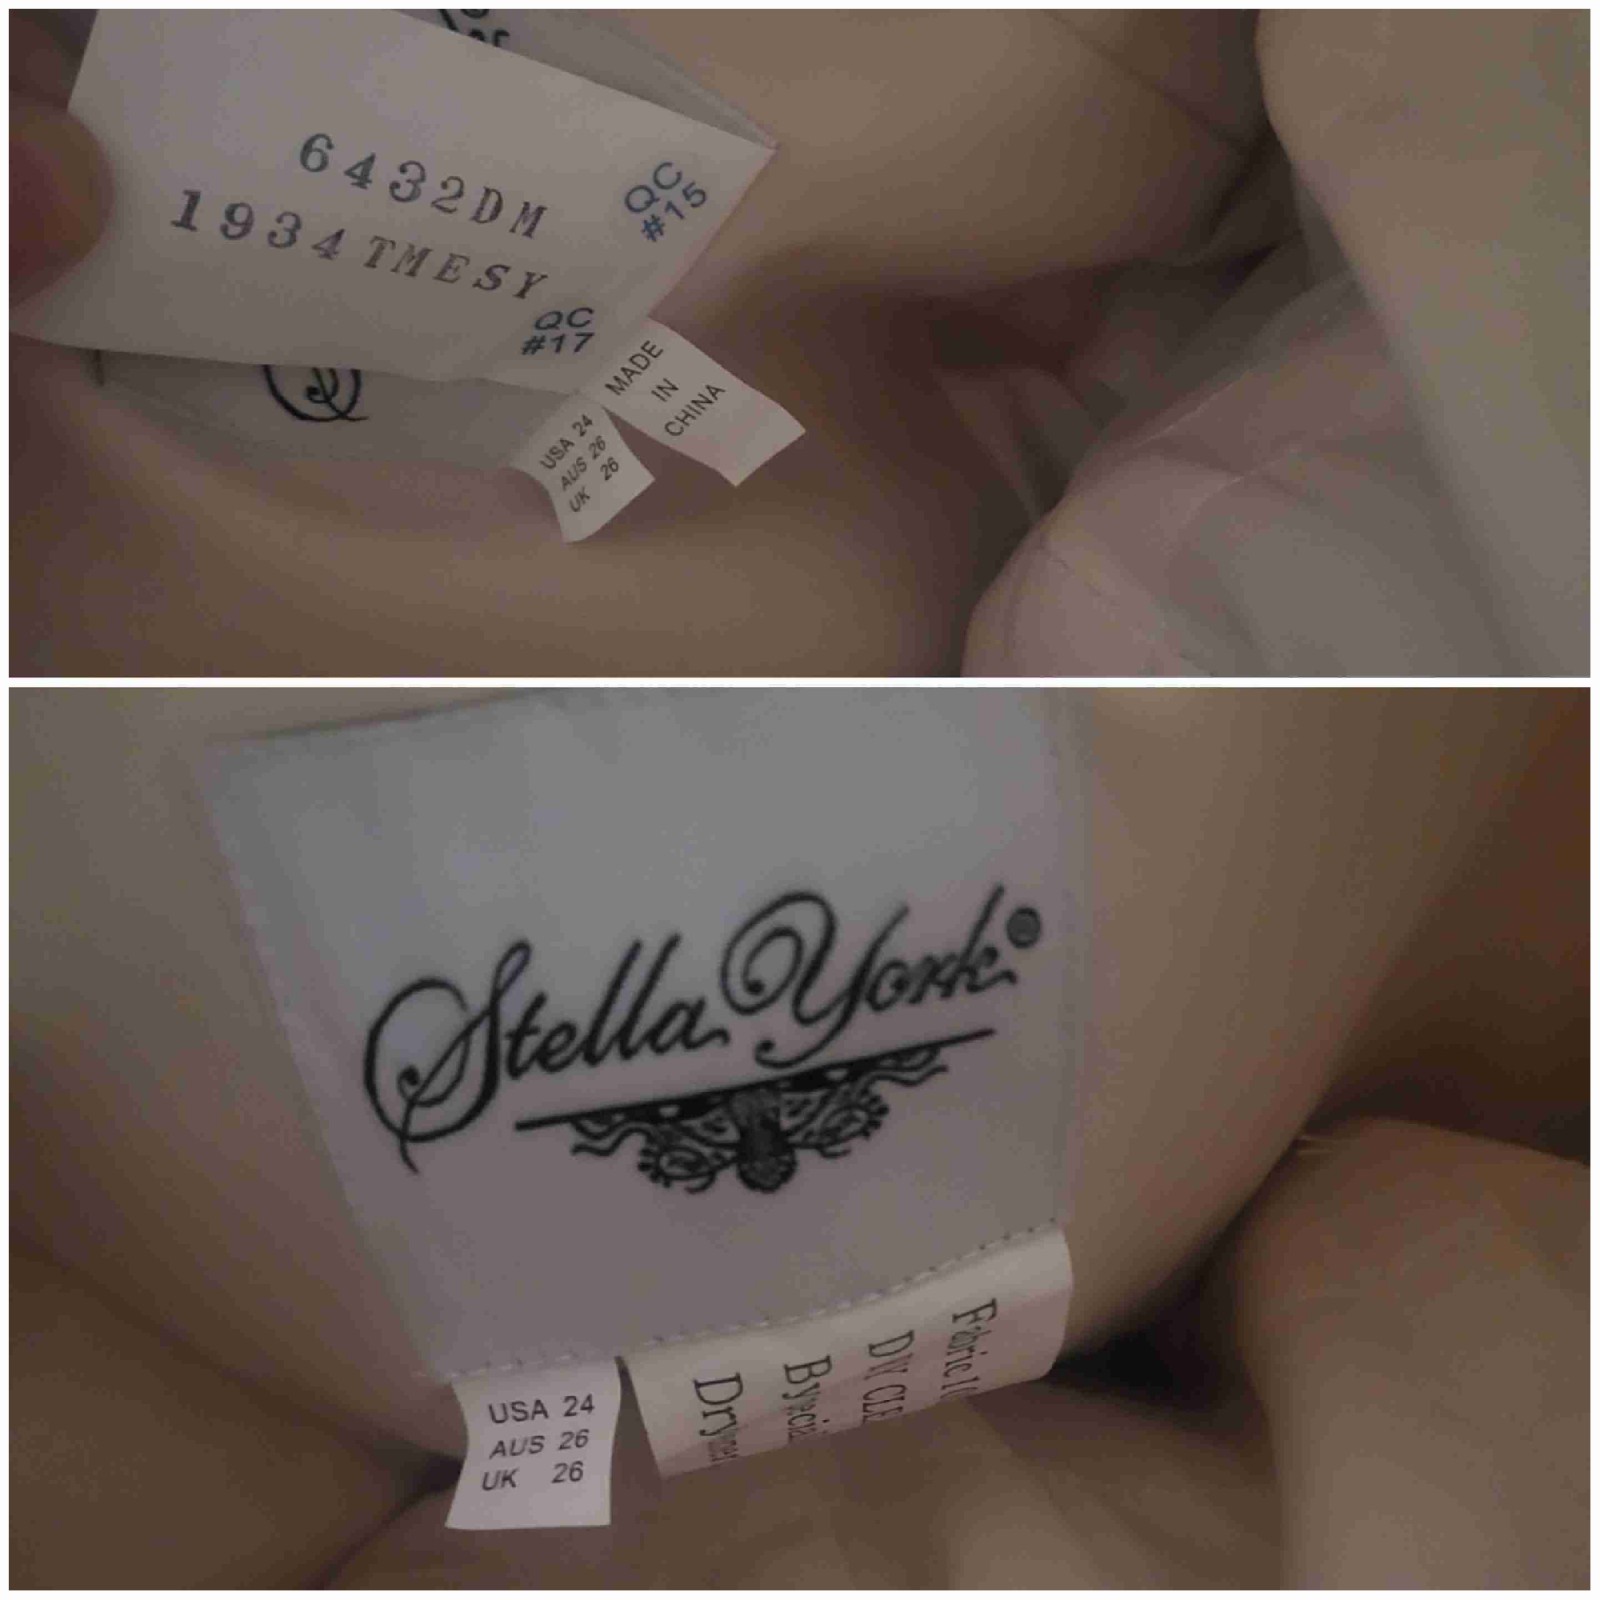 6432DM
1934TMESY
QC
#15
QC
#17
MADE
IN
CHINA
USA 24
AUS 26
UK 26
Stella York®
USA 24
AUS 26
UK 26